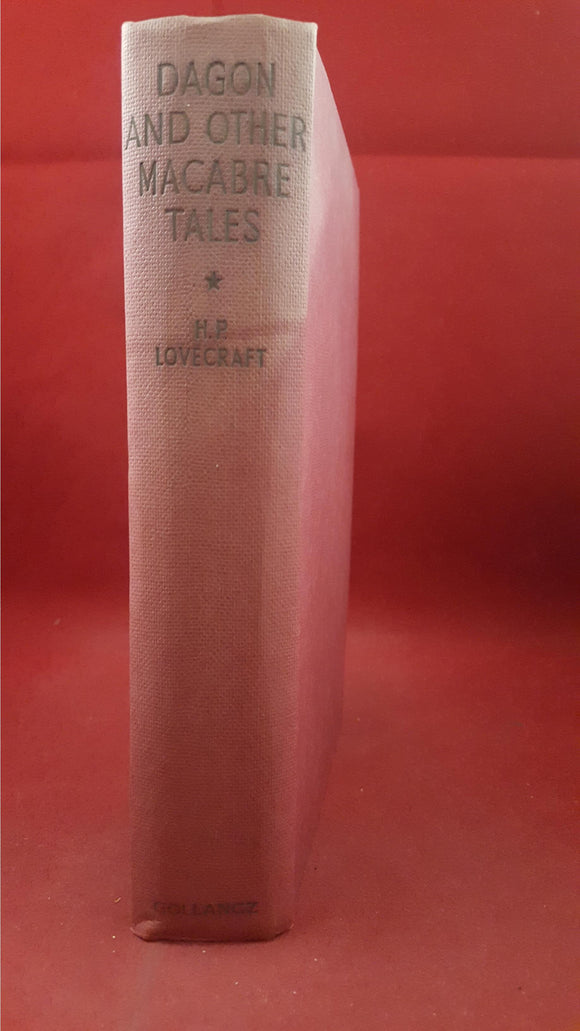 DAGON
AND OTHER
MACABRE
TALES
★
H.P.
LOVECRAFT
GOLLANCZ